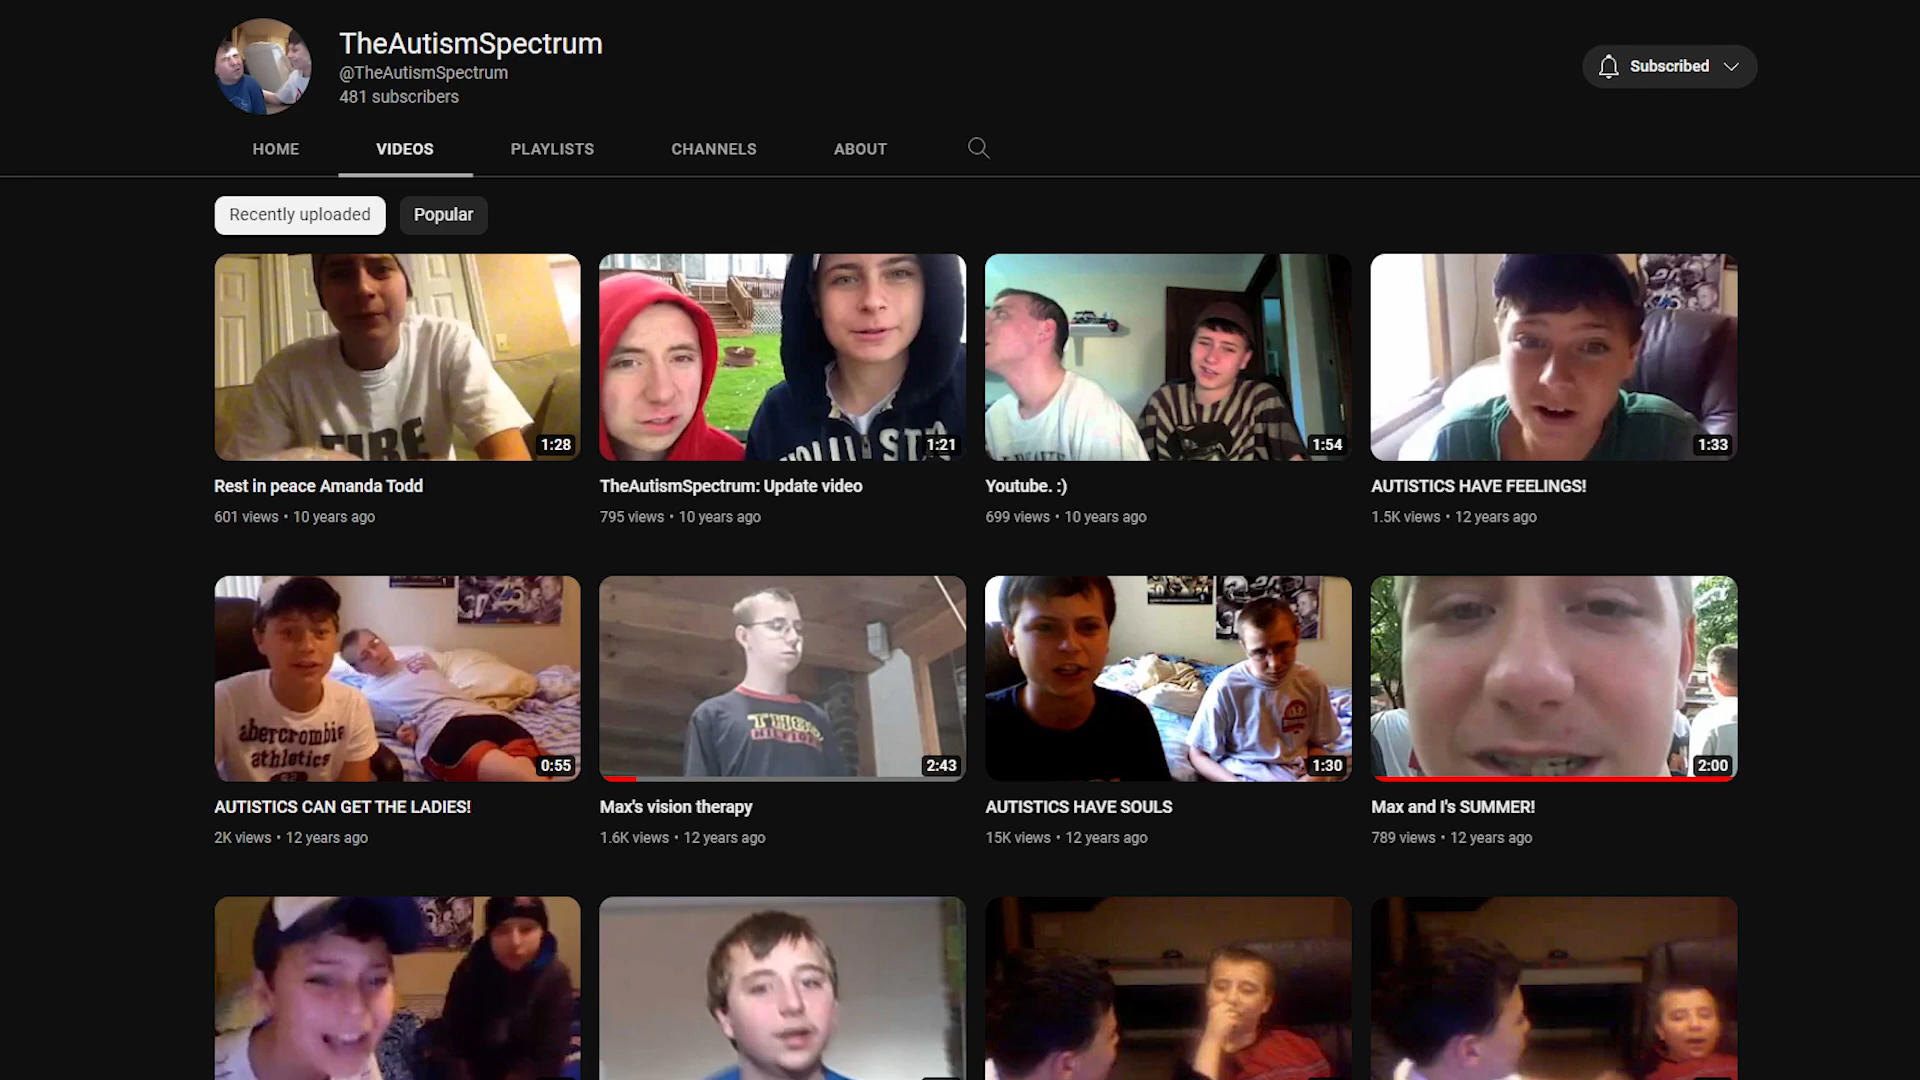 TheAutismSpectrum
@TheAutismSpectrum
481 subscribers
Subscribed
HOME VIDEOS PLAYLISTS CHANNELS ABOUT
Recently uploaded Popular
FIRE
1:28
1:21
1:54
1:33
Rest in peace Amanda Todd
601 views • 10 years ago
TheAutismSpectrum: Update video
795 views • 10 years ago
Youtube. :)
699 views • 10 years ago
AUTISTICS HAVE FEELINGS!
1.5K views • 12 years ago
abercrombie
athletics
0:55
2:43
1:30
2:00
AUTISTICS CAN GET THE LADIES!
2K views • 12 years ago
Max's vision therapy
1.6K views • 12 years ago
AUTISTICS HAVE SOULS
15K views • 12 years ago
Max and I's SUMMER!
789 views • 12 years ago